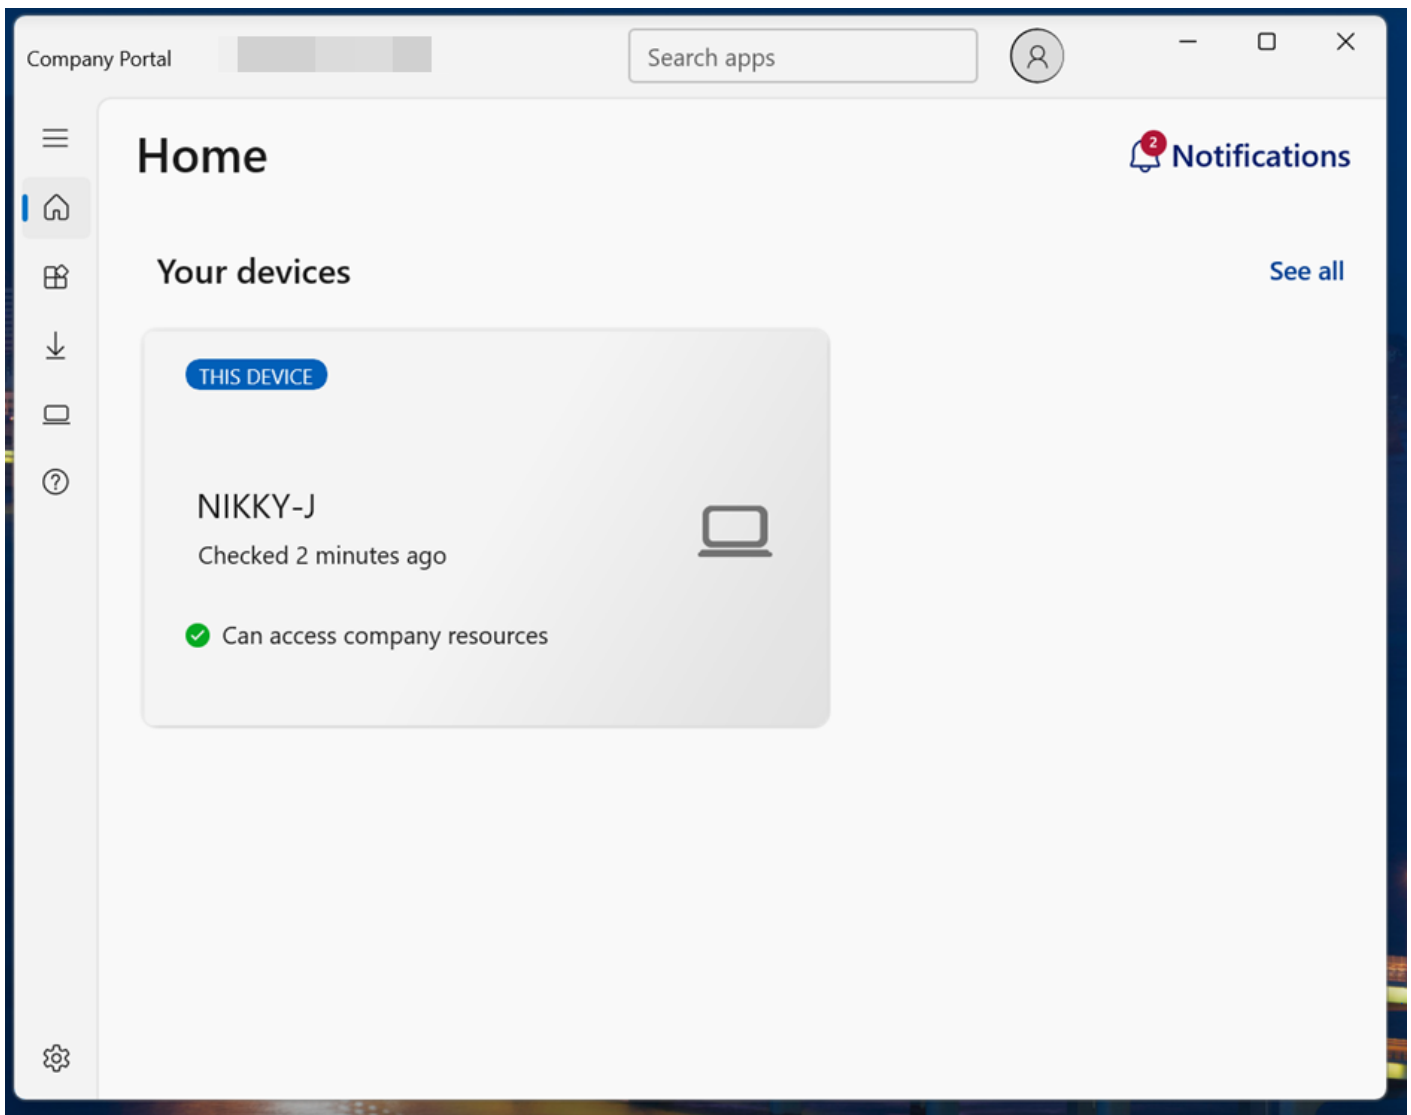 Company Portal
Search apps
Home
2
Notifications
Your devices
See all
THIS DEVICE
NIKKY-J
Checked 2 minutes ago
Can access company resources